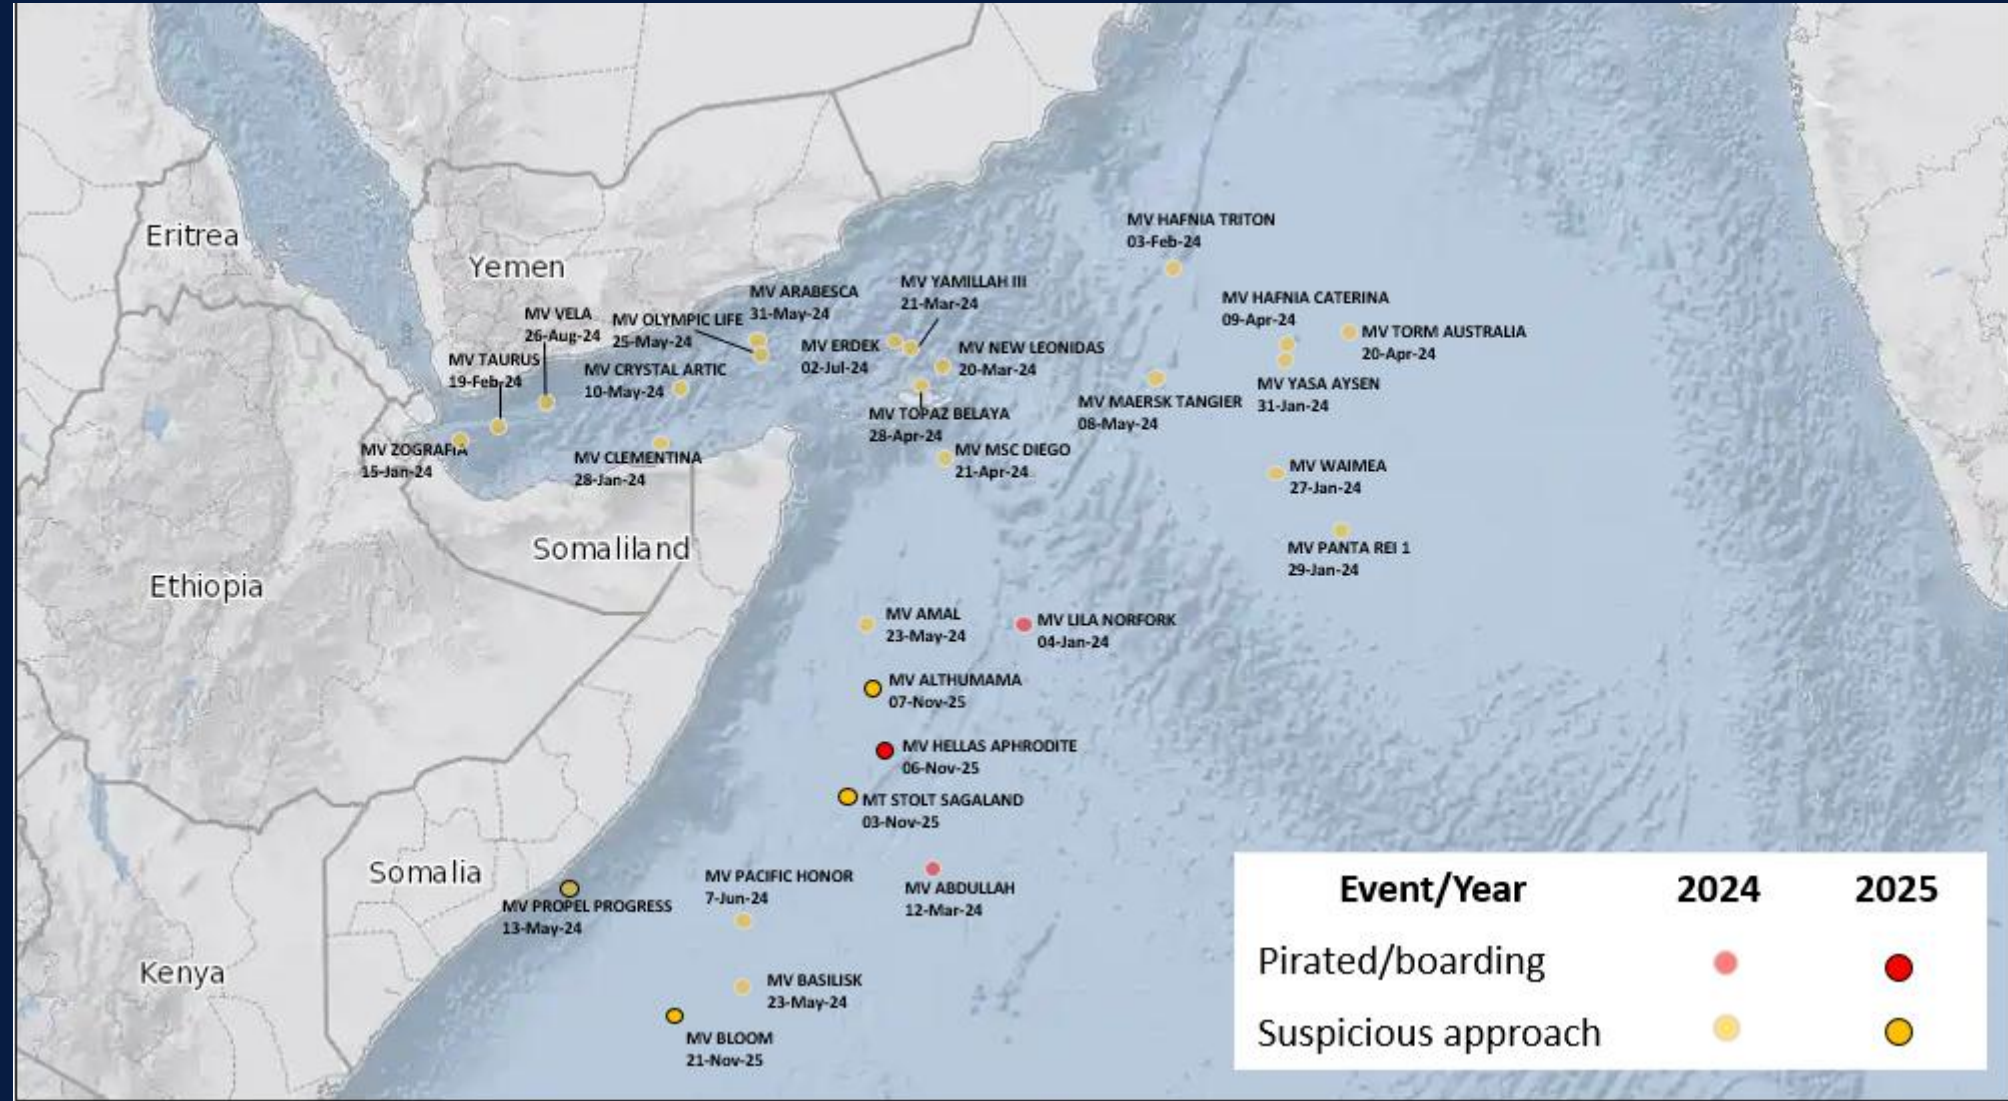 MV HAFNIA TRITON
03-Feb-24
Eritrea
Yemen
MV YAMILLAH III
21-Mar-24
MV ARABESCA
31-May-24
MV HAFNIA CATERINA
09-Apr-24
MV VELA
26-Aug-24
MV OLYMPIC LIFE
25-May-24
MV TORM AUSTRALIA
20-Apr-24
MV ERDEK
02-Jul-24
MV NEW LEONIDAS
20-Mar-24
MV TAURUS
19-Feb-24
MV CRYSTAL ARTIC
10-May-24
MV YASA AYSEN
31-Jan-24
MV MAERSK TANGIER
08-May-24
MV TOPAZ BELAYA
28-Apr-24
MV ZOGRAFIA
15-Jan-24
MV CLEMENTINA
28-Jan-24
MV MSC DIEGO
21-Apr-24
MV WAIMEA
27-Jan-24
Somaliland
MV PANTA REI 1
29-Jan-24
Ethiopia
MV AMAL
23-May-24
MV LILA NORFORK
04-Jan-24
MV ALTHUMAMA
07-Nov-25
MV HELLAS APHRODITE
06-Nov-25
MT STOLT SAGALAND
03-Nov-25
Somalia
MV PACIFIC HONOR
7-Jun-24
MV ABDULLAH
12-Mar-24
MV PROPEL PROGRESS
13-May-24
Kenya
MV BASILISK
23-May-24
MV BLOOM
21-Nov-25
Event/Year 2024 2025
Pirated/boarding
Suspicious approach